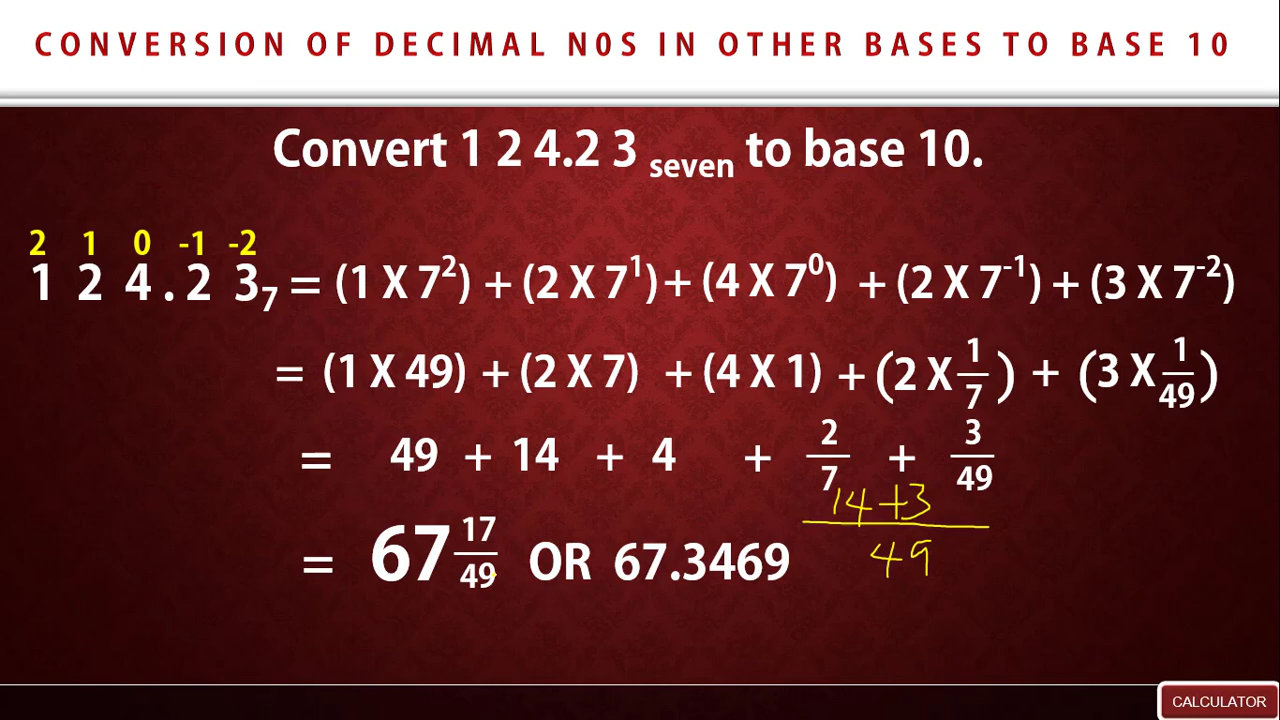 CONVERSION OF DECIMAL N0S IN OTHER BASES TO BASE 10
Convert 1 2 4.2 3 seven to base 10.
2 1 0 -1 -2
1 2 4 . 2 3₇ = (1 X 7²) + (2 X 7¹) + (4 X 7⁰) + (2 X 7⁻¹) + (3 X 7⁻²)
= (1 X 49) + (2 X 7) + (4 X 1) + (2 X 1/7) + (3 X 1/49)
= 49 + 14 + 4 + 2/7 + 3/49
14+3
49
= 67 17/49 OR 67.3469
CALCULATOR